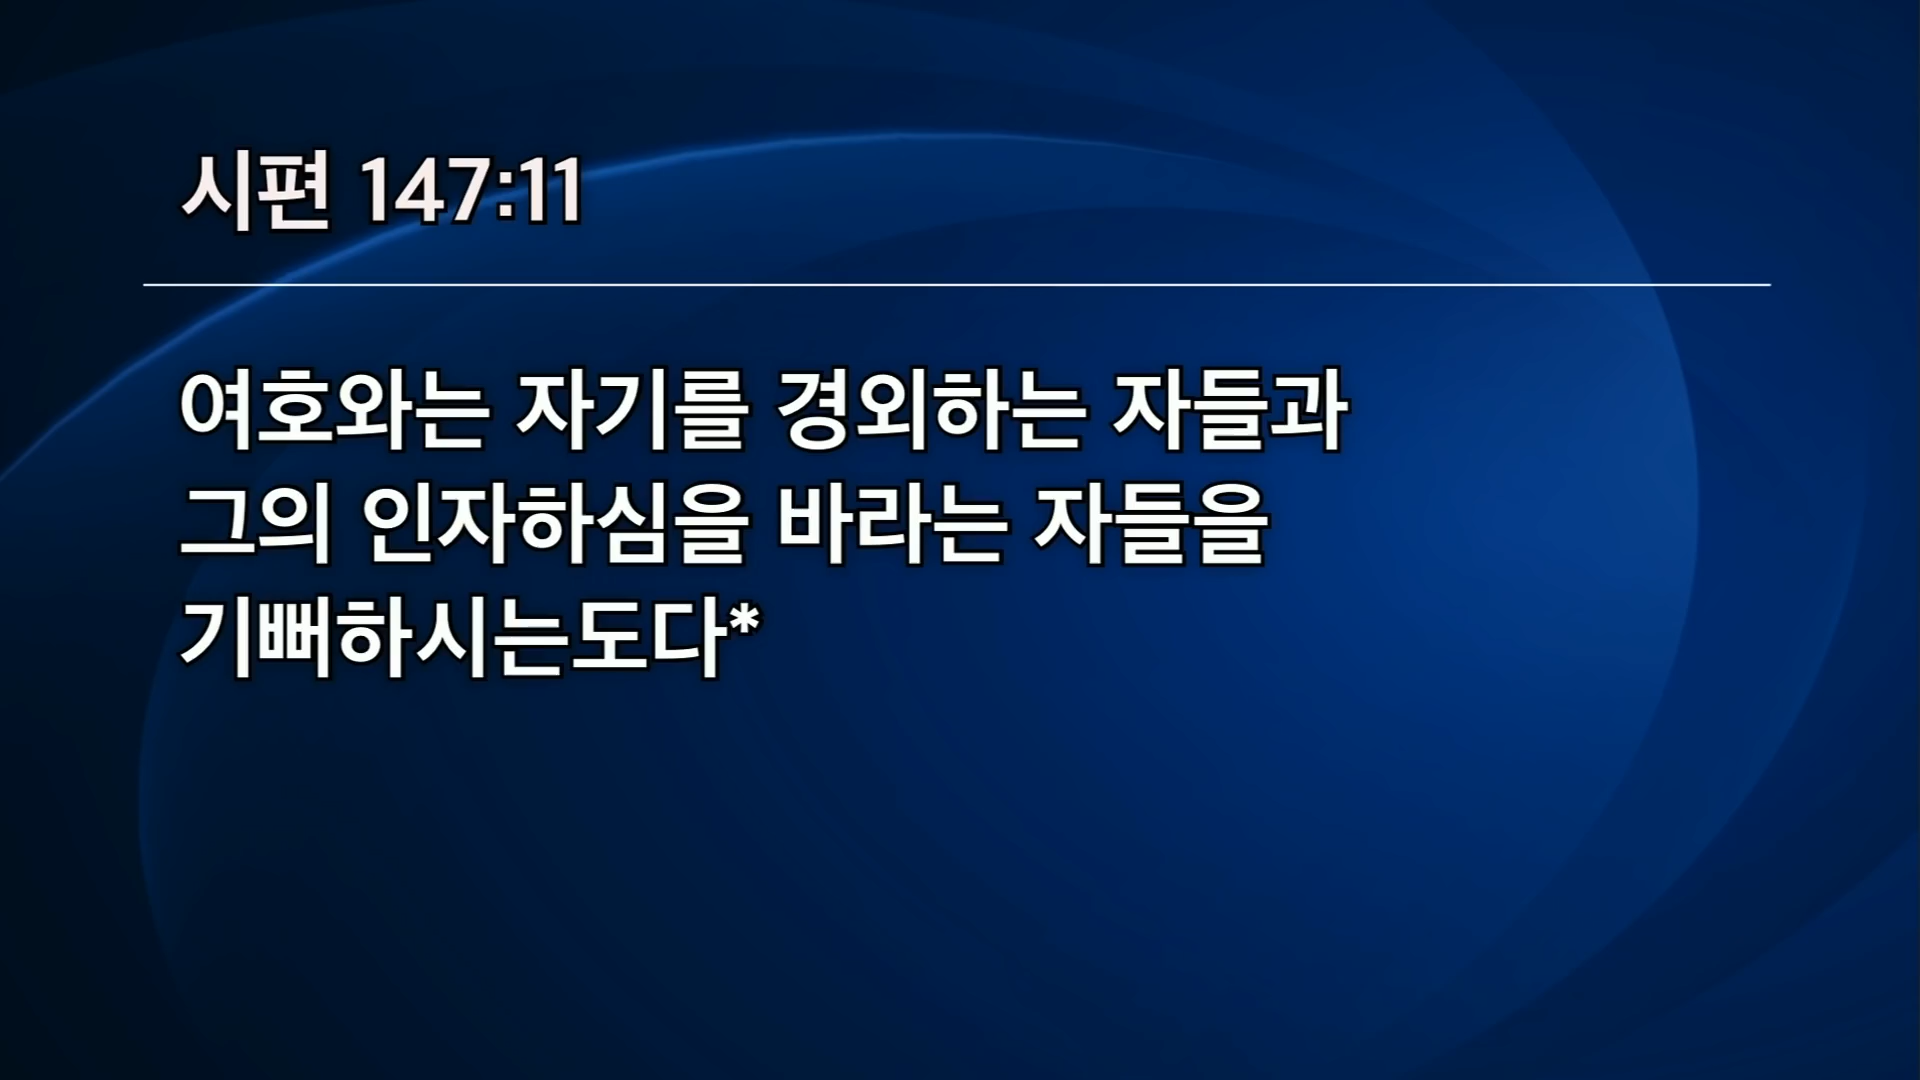 시편 147:11
여호와는 자기를 경외하는 자들과
그의 인자하심을 바라는 자들을
기뻐하시는도다*